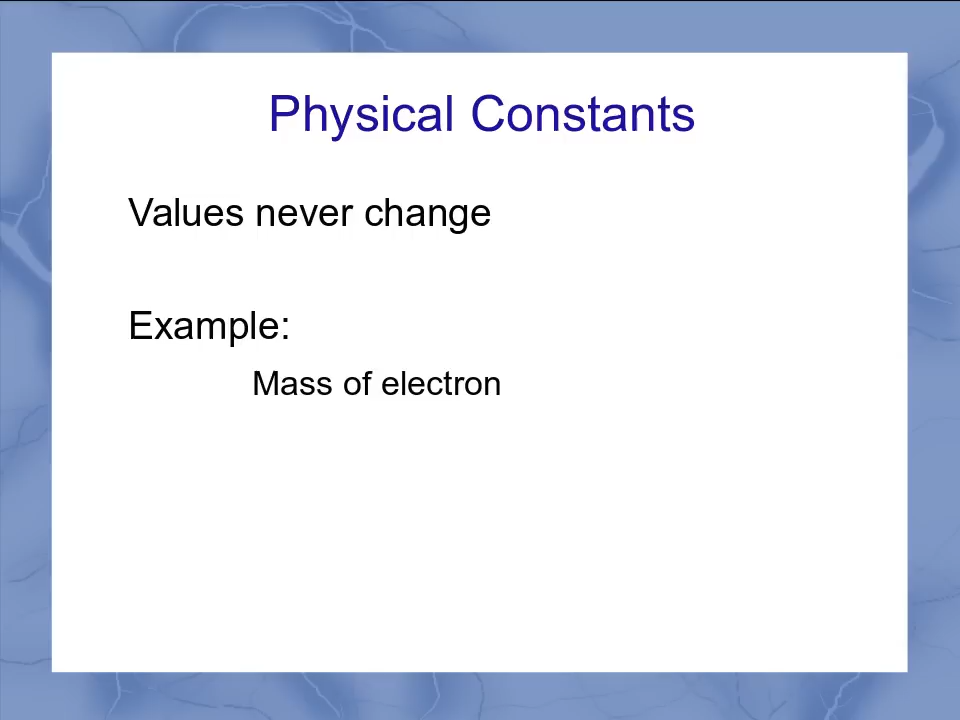 Physical Constants
Values never change
Example:
Mass of electron